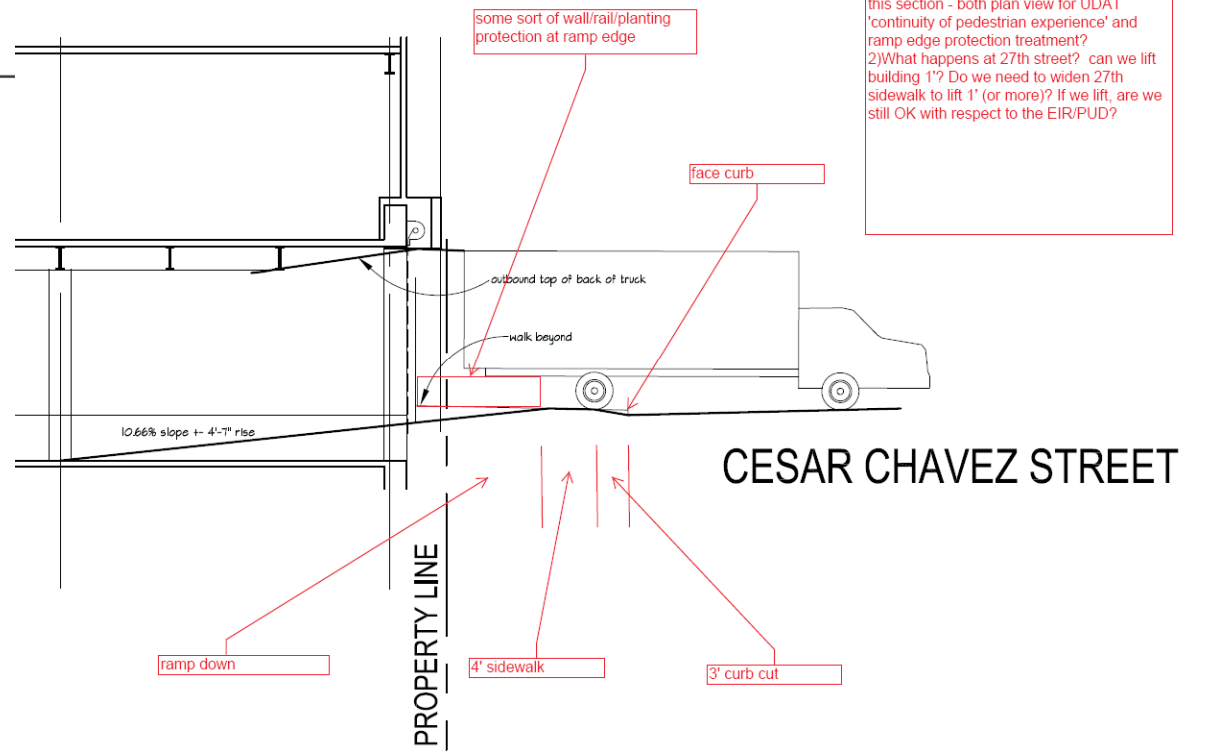 some sort of wall/rail/planting
protection at ramp edge
this section - both plan view for UDAT
'continuity of pedestrian experience' and
ramp edge protection treatment?
2)What happens at 27th street?  can we lift
building 1'? Do we need to widen 27th
sidewalk to lift 1' (or more)? If we lift, are we
still OK with respect to the EIR/PUD?
face curb
outbound top of back of truck
walk beyond
10.66% slope +- 4'-7" rise
CESAR CHAVEZ STREET
PROPERTY LINE
ramp down
4' sidewalk
3' curb cut